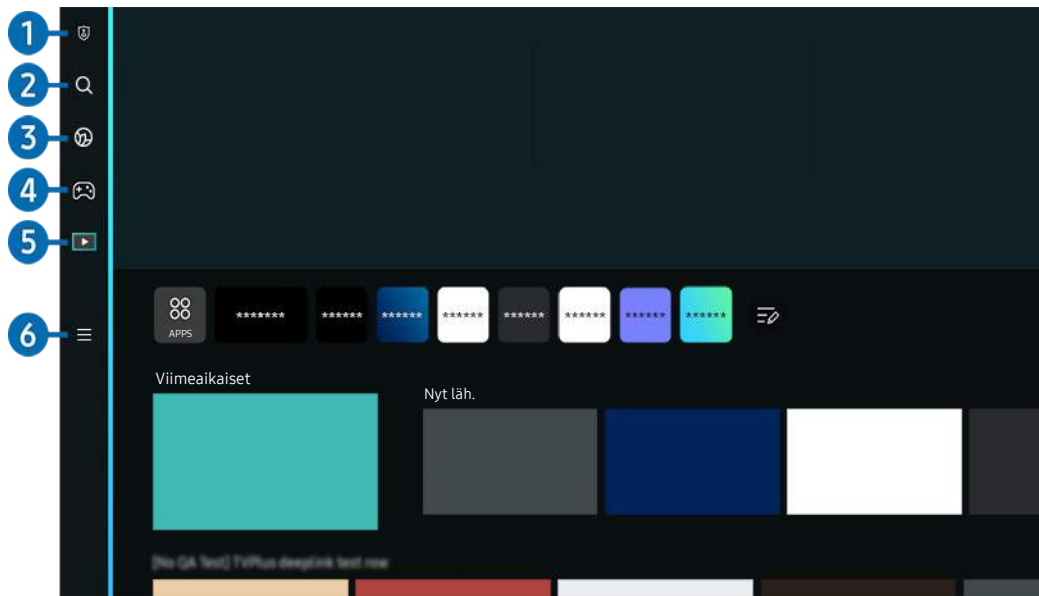 1
2
3
4
5
6
APPS
******* ****** ****** ****** ****** ****** ****** ******
Viimeaikaiset
Nyt läh.
[No QA Test] TVPlus deeplink test row